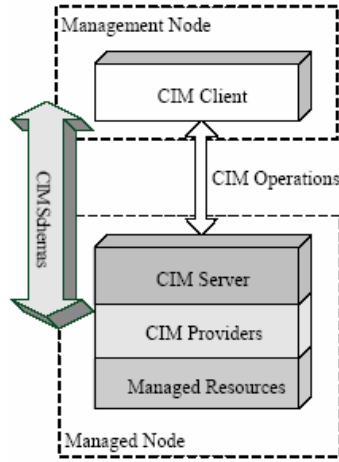 Management Node
CIM Client
CIM Schemas
CIM Operations
CIM Server
CIM Providers
Managed Resources
Managed Node